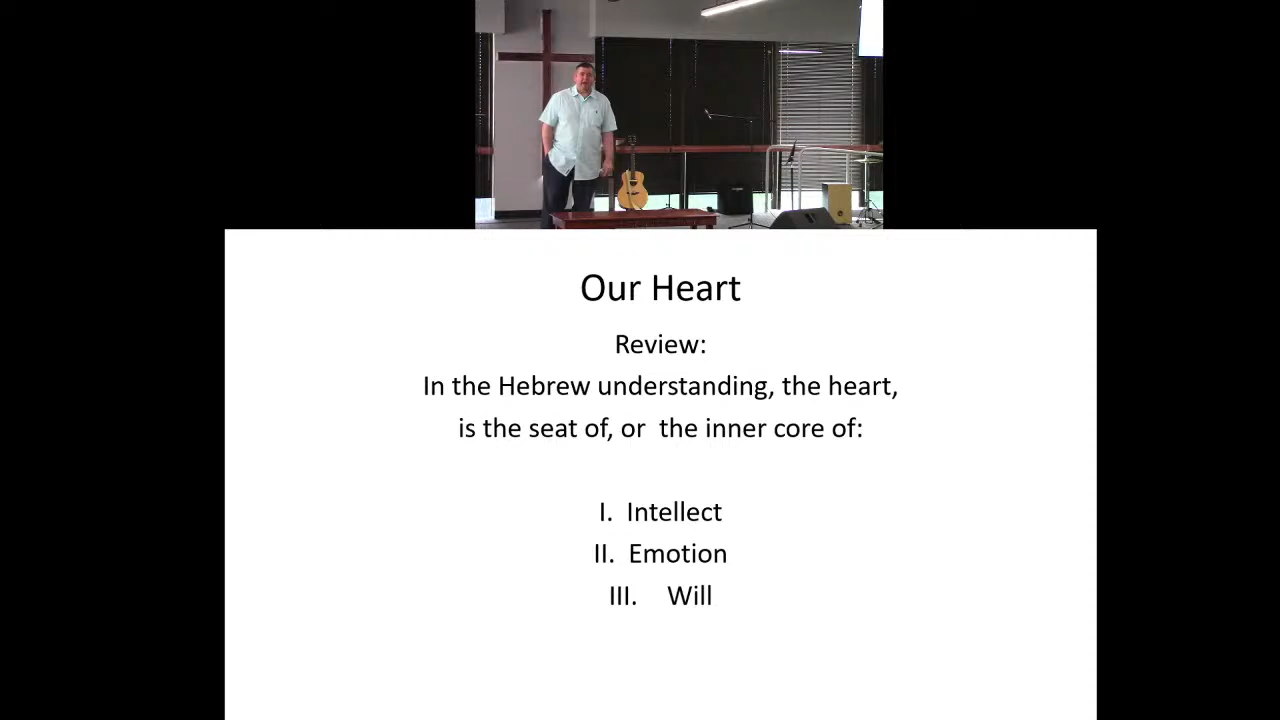 Our Heart
Review:
In the Hebrew understanding, the heart,
is the seat of, or  the inner core of:
I.  Intellect
II.  Emotion
III.    Will